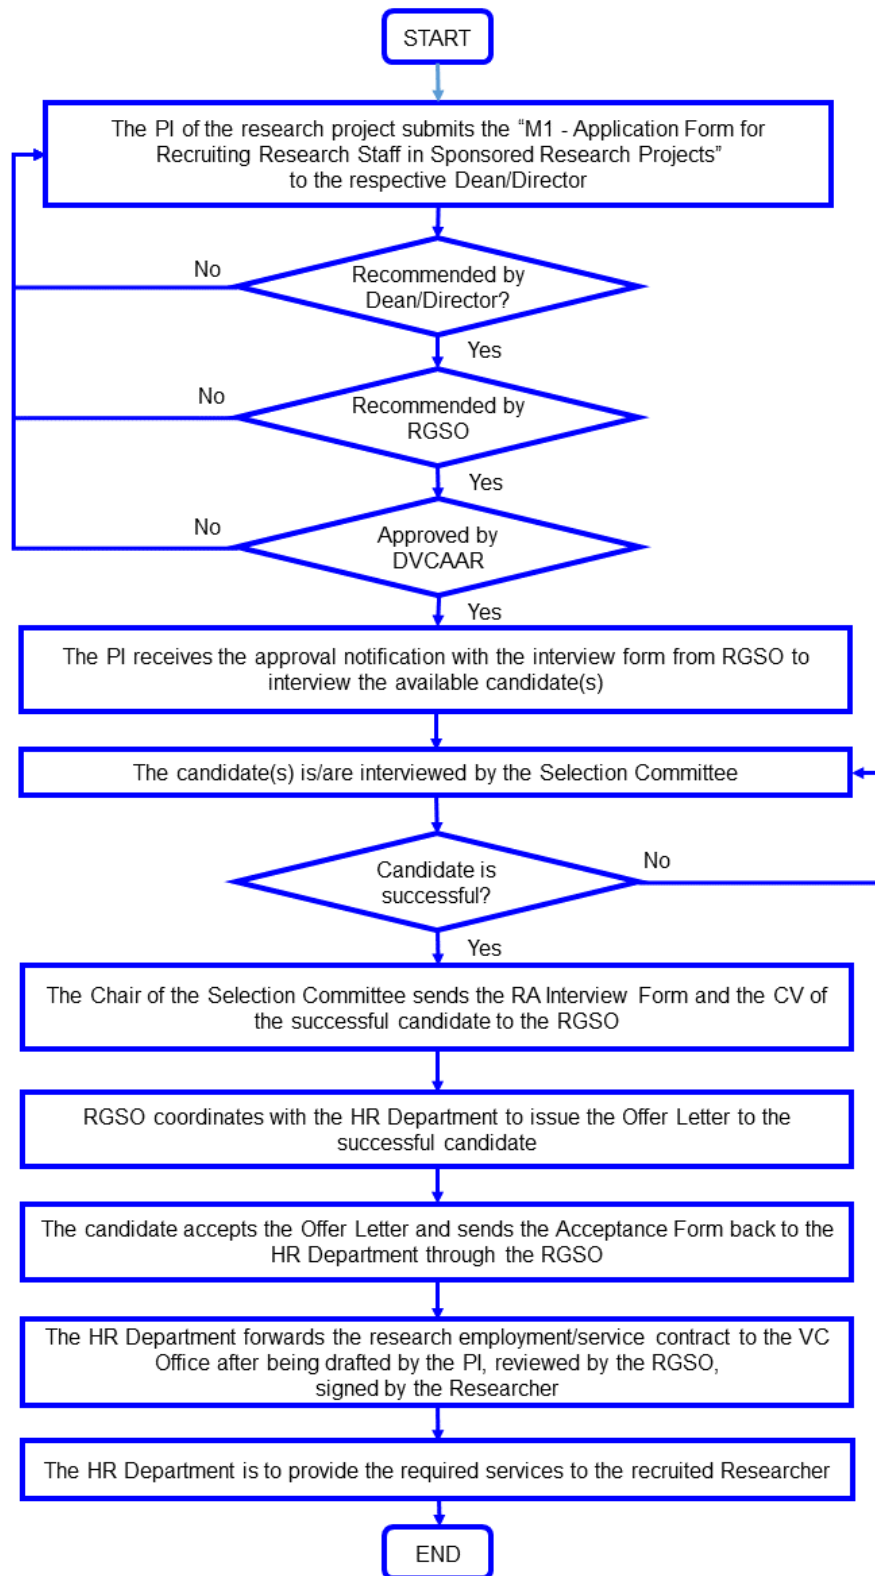 START
The PI of the research project submits the “M1 - Application Form for
Recruiting Research Staff in Sponsored Research Projects”
to the respective Dean/Director
No
Recommended by
Dean/Director?
Yes
No
Recommended by
RGSO
Yes
No
Approved by
DVCAAR
Yes
The PI receives the approval notification with the interview form from RGSO to
interview the available candidate(s)
The candidate(s) is/are interviewed by the Selection Committee
Candidate is
successful?
No
Yes
The Chair of the Selection Committee sends the RA Interview Form and the CV of
the successful candidate to the RGSO
RGSO coordinates with the HR Department to issue the Offer Letter to the
successful candidate
The candidate accepts the Offer Letter and sends the Acceptance Form back to the
HR Department through the RGSO
The HR Department forwards the research employment/service contract to the VC
Office after being drafted by the PI, reviewed by the RGSO,
signed by the Researcher
The HR Department is to provide the required services to the recruited Researcher
END